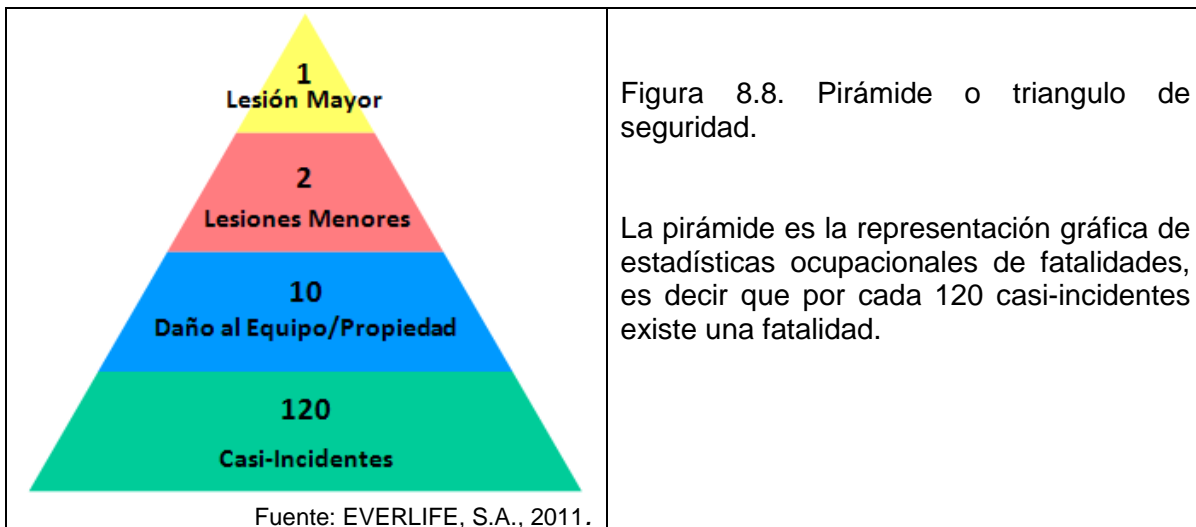 1
Lesión Mayor
2
Lesiones Menores
10
Daño al Equipo/Propiedad
120
Casi-Incidentes
Fuente: EVERLIFE, S.A., 2011.
Figura 8.8. Pirámide o triangulo de
seguridad.
La pirámide es la representación gráfica de
estadísticas ocupacionales de fatalidades,
es decir que por cada 120 casi-incidentes
existe una fatalidad.